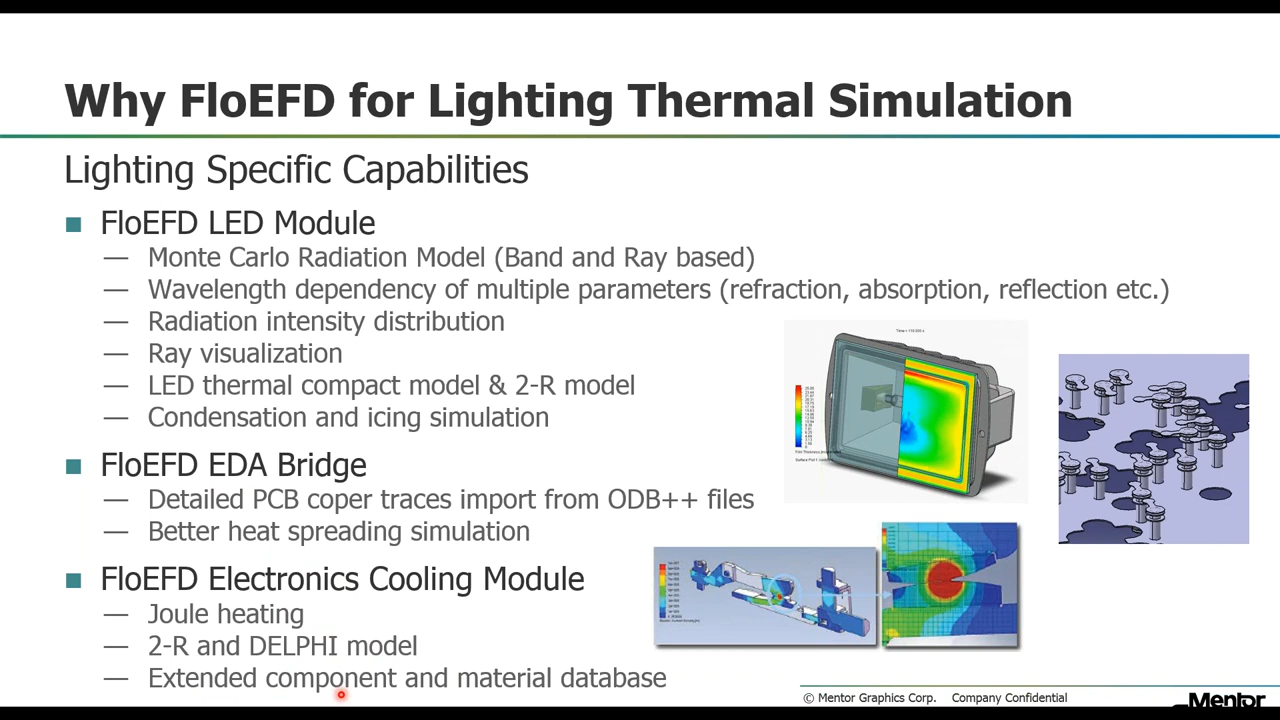 Why FloEFD for Lighting Thermal Simulation
Lighting Specific Capabilities
■ FloEFD LED Module
— Monte Carlo Radiation Model (Band and Ray based)
— Wavelength dependency of multiple parameters (refraction, absorption, reflection etc.)
— Radiation intensity distribution
— Ray visualization
— LED thermal compact model & 2-R model
— Condensation and icing simulation
■ FloEFD EDA Bridge
— Detailed PCB coper traces import from ODB++ files
— Better heat spreading simulation
■ FloEFD Electronics Cooling Module
— Joule heating
— 2-R and DELPHI model
— Extended component and material database
© Mentor Graphics Corp. Company Confidential
Mentor